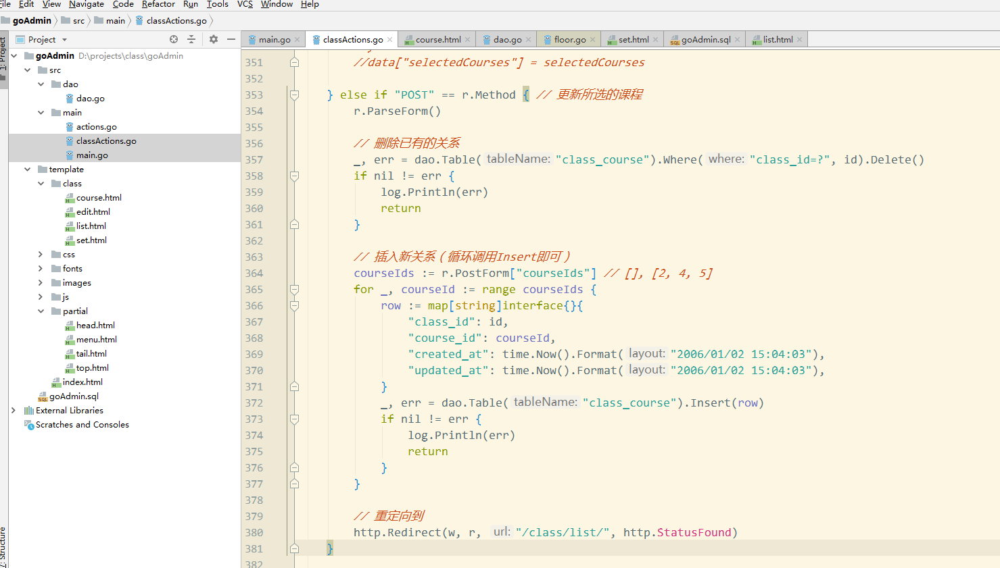 File Edit View Navigate Code Refactor Run Tools VCS Window Help
goAdmin src main classActions.go
1: Project
Project
main.go classActions.go course.html dao.go floor.go set.html goAdmin.sql list.html
goAdmin D:\projects\class\goAdmin
src
dao
dao.go
main
actions.go
classActions.go
main.go
template
class
course.html
edit.html
list.html
set.html
css
fonts
images
js
partial
head.html
menu.html
tail.html
top.html
index.html
goAdmin.sql
External Libraries
Scratches and Consoles
7: Structure
351 //data["selectedCourses"] = selectedCourses
352
353 } else if "POST" == r.Method { // 更新所选的课程
354 r.ParseForm()
355
356 // 删除已有的关系
357 _, err = dao.Table( tableName: "class_course").Where( where: "class_id=?", id).Delete()
358 if nil != err {
359 log.Println(err)
360 return
361 }
362
363 // 插入新关系（循环调用Insert即可）
364 courseIds := r.PostForm["courseIds"] // [], [2, 4, 5]
365 for _, courseId := range courseIds {
366 row := map[string]interface{}{
367 "class_id": id,
368 "course_id": courseId,
369 "created_at": time.Now().Format( layout: "2006/01/02 15:04:03"),
370 "updated_at": time.Now().Format( layout: "2006/01/02 15:04:03"),
371 }
372 _, err = dao.Table( tableName: "class_course").Insert(row)
373 if nil != err {
374 log.Println(err)
375 return
376 }
377 }
378
379 // 重定向到
380 http.Redirect(w, r, url: "/class/list/", http.StatusFound)
381 }
382